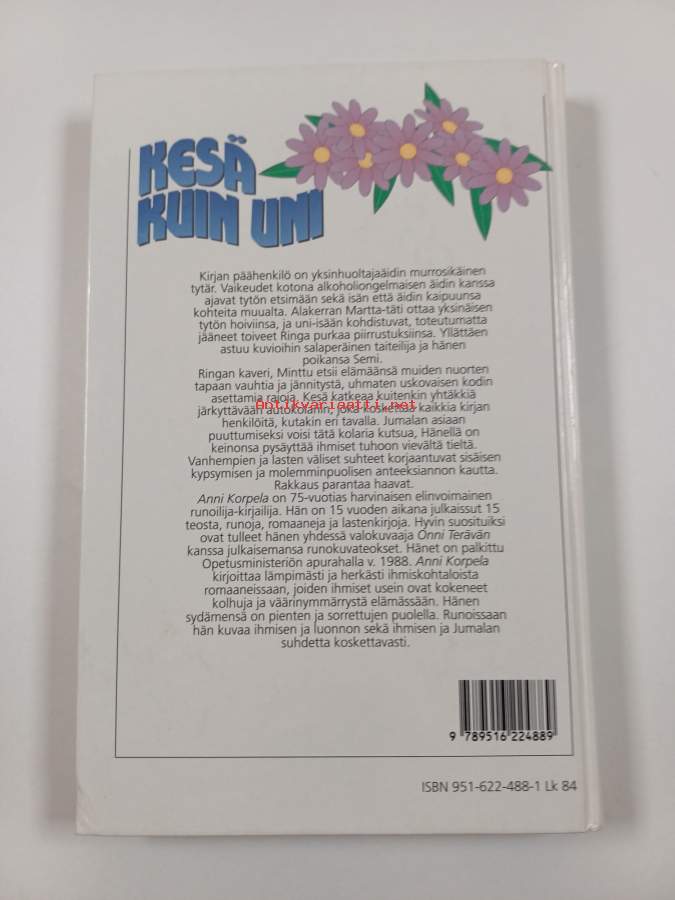 KESÄ
KUIN UNI
Kirjan päähenkilö on yksinhuoltajaäidin murrosikäinen
tytär. Vaikeudet kotona alkoholiongelmaisen äidin kanssa
ajavat tytön etsimään sekä isän että äidin kaipuunsa
kohteita muualta. Alakerran Martta-täti ottaa yksinäisen
tytön hoiviinsa, ja uni-isään kohdistuvat, toteutumatta
jääneet toiveet Ringa purkaa piirrustuksiinsa. Yllättäen
astuu kuvioihin salaperäinen taiteilija ja hänen
poikansa Semi.
Ringan kaveri, Minttu etsii elämäänsä muiden nuorten
tapaan vauhtia ja jännitystä, uhmaten uskovaisen kodin
asettamia rajoja. Kesä katkeaa kuitenkin yhtäkkiä
Antikvariaatti.net
järkyttävään autokolariin, joka koskettaa kaikkia kirjan
henkilöitä, kutakin eri tavalla. Jumalan asiaan
puuttumiseksi voisi tätä kolaria kutsua, Hänellä on
keinonsa pysäyttää ihmiset tuhoon vievältä tieltä.
Vanhempien ja lasten väliset suhteet korjaantuvat sisäisen
kypsymisen ja molemminpuolisen anteeksiannon kautta.
Rakkaus parantaa haavat.
Anni Korpela on 75-vuotias harvinaisen elinvoimainen
runoilija-kirjailija. Hän on 15 vuoden aikana julkaissut 15
teosta, runoja, romaaneja ja lastenkirjoja. Hyvin suosituiksi
ovat tulleet hänen yhdessä valokuvaaja Onni Terävän
kanssa julkaisemansa runokuvateokset. Hänet on palkittu
Opetusministeriön apurahalla v. 1988. Anni Korpela
kirjoittaa lämpimästi ja herkästi ihmiskohtaloista
romaaneissaan, joiden ihmiset usein ovat kokeneet
kolhuja ja väärinymmärrystä elämässään. Hänen
sydämensä on pienten ja sorrettujen puolella. Runoissaan
hän kuvaa ihmisen ja luonnon sekä ihmisen ja Jumalan
suhdetta koskettavasti.
9 789516 224889
ISBN 951-622-488-1 Lk 84